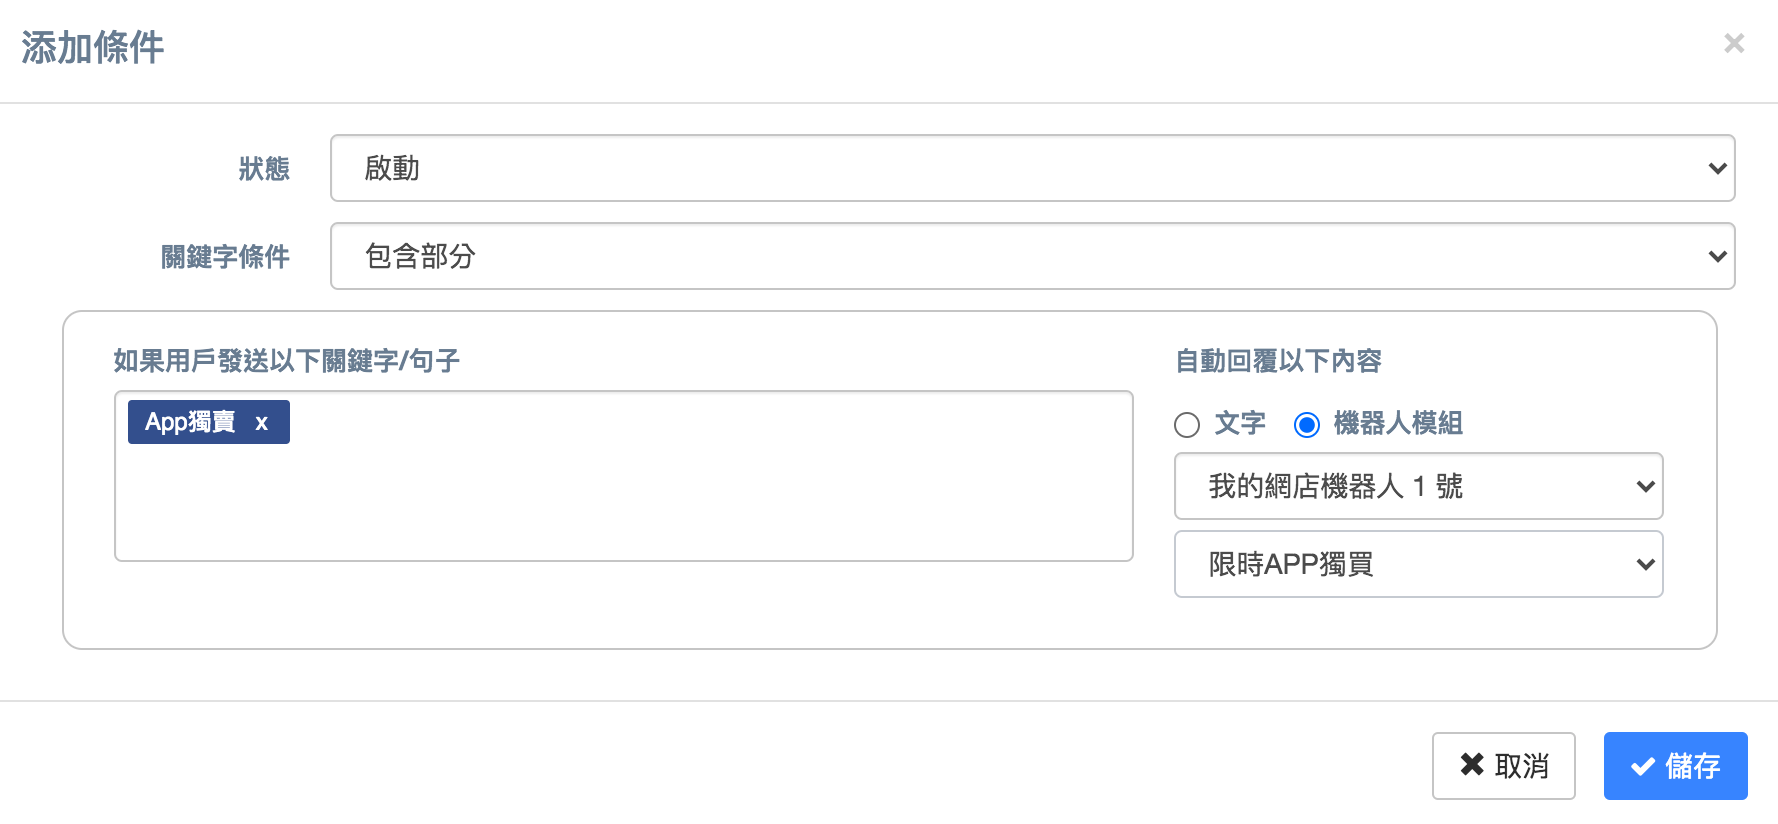 添加條件 ×
狀態 啟動
關鍵字條件 包含部分
如果用戶發送以下關鍵字/句子
App獨賣 x
自動回覆以下內容
文字 機器人模組
我的網店機器人 1 號
限時APP獨買
✖ 取消 ✔ 儲存